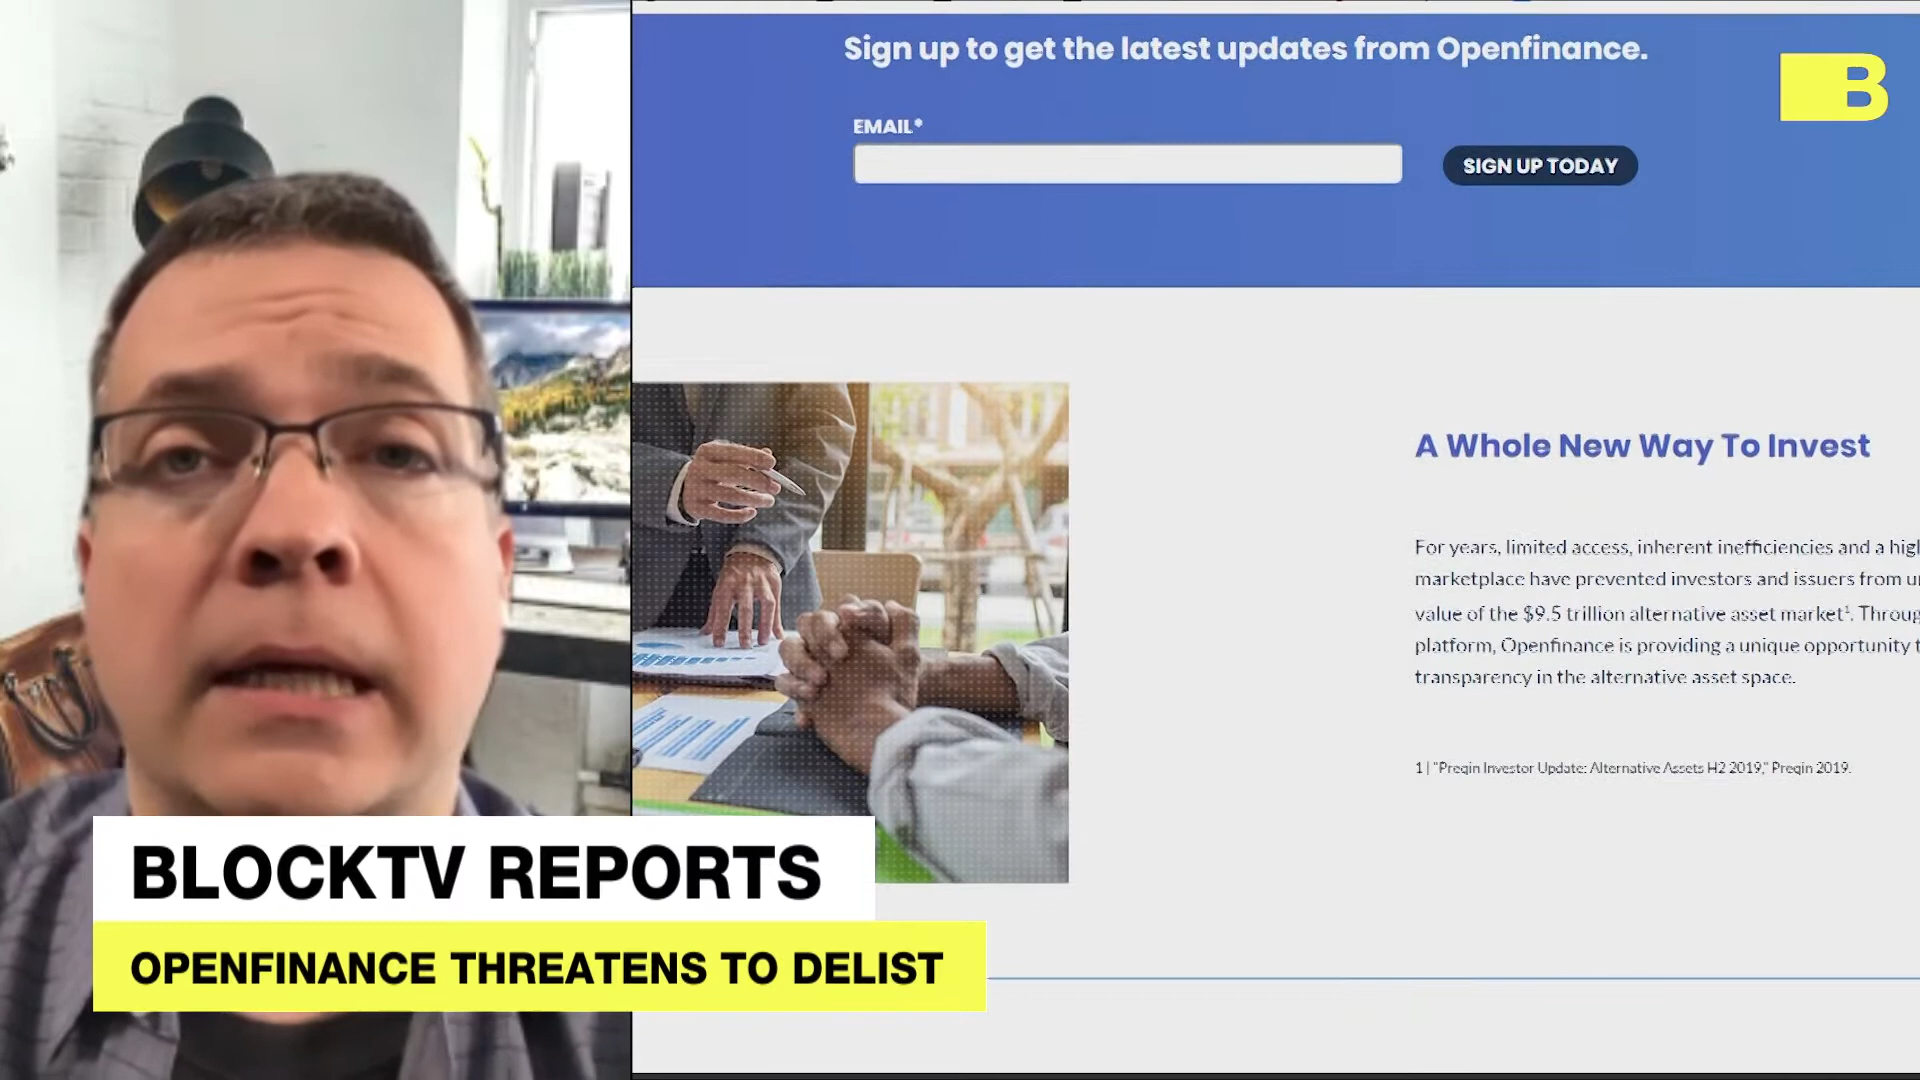 Sign up to get the latest updates from Openfinance.
B
EMAIL*
SIGN UP TODAY
A Whole New Way To Invest
For years, limited access, inherent inefficiencies and a
marketplace have prevented investors and issuers from
value of the $9.5 trillion alternative asset market¹.
platform, Openfinance is providing a unique opportunity
transparency in the alternative asset space.
1 | "Preqin Investor Update: Alternative Assets H2 2019," Preqin 2019.
BLOCKTV REPORTS
OPENFINANCE THREATENS TO DELIST